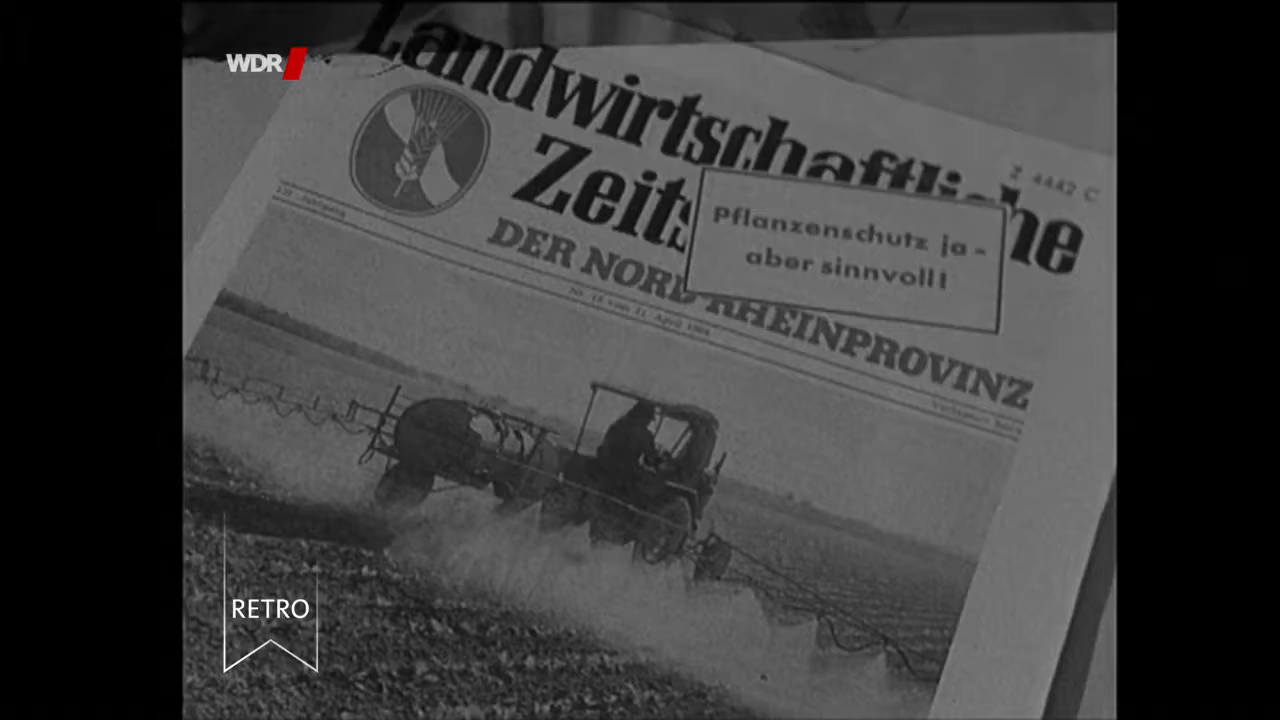 WDR
Landwirtschaftliche
Z 4442 C
Zeits
Pflanzenschutz ja -
aber sinnvoll!
DER NORD RHEINPROVINZ
RETRO